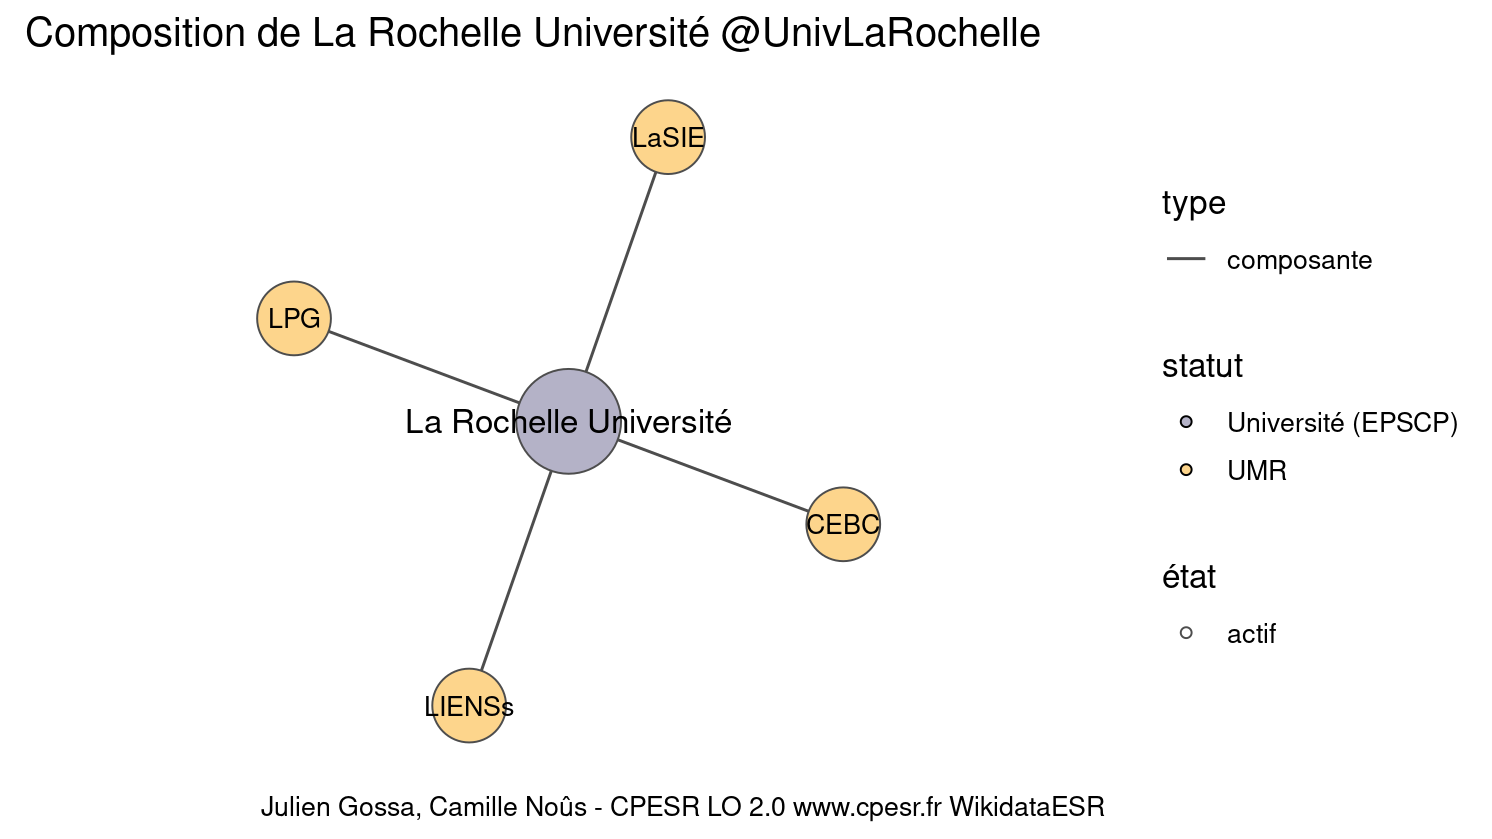 Composition de La Rochelle Université @UnivLaRochelle
LaSIE
LPG
La Rochelle Université
CEBC
LIENSs
type
composante
statut
Université (EPSCP)
UMR
état
actif
Julien Gossa, Camille Noûs - CPESR LO 2.0 www.cpesr.fr WikidataESR